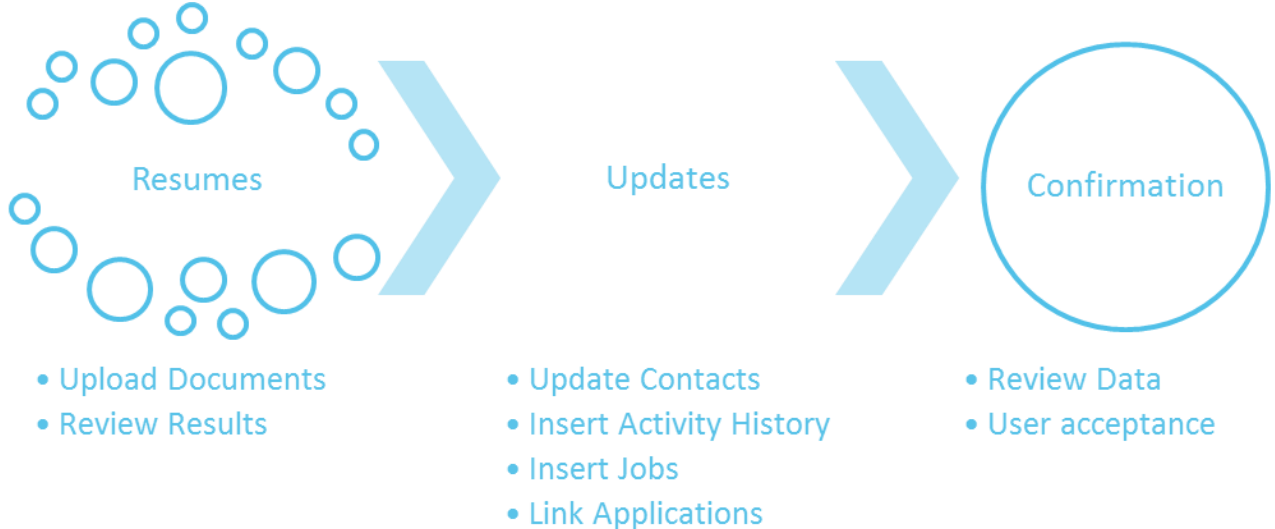 Resumes
• Upload Documents
• Review Results
Updates
• Update Contacts
• Insert Activity History
• Insert Jobs
• Link Applications
Confirmation
• Review Data
• User acceptance